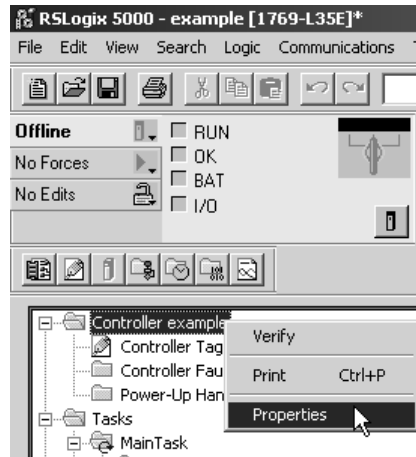 RSLogix 5000 - example [1769-L35E]*
File Edit View Search Logic Communications
Offline
RUN
No Forces
OK
BAT
No Edits
I/O
Controller example
Controller Tag
Controller Fau
Power-Up Han
Tasks
MainTask
Verify
Print Ctrl+P
Properties